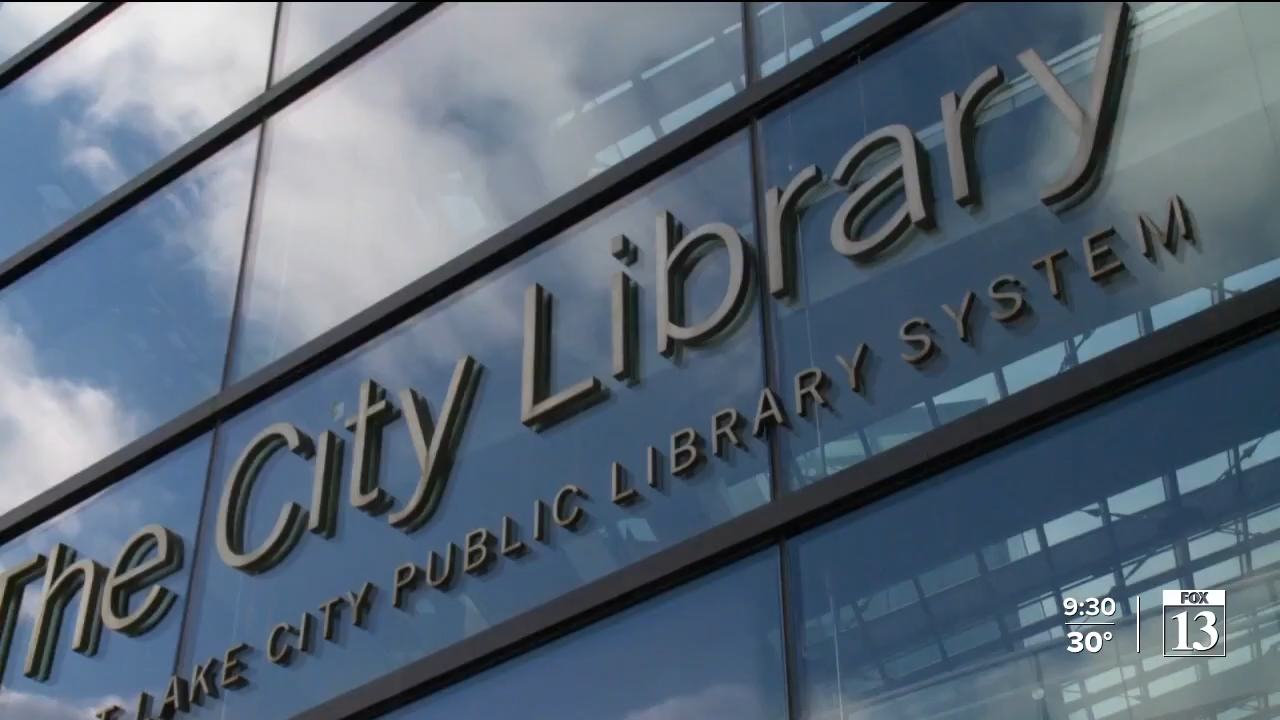 The City Library
T LAKE CITY PUBLIC LIBRARY SYSTEM
9:30
30°
FOX
13